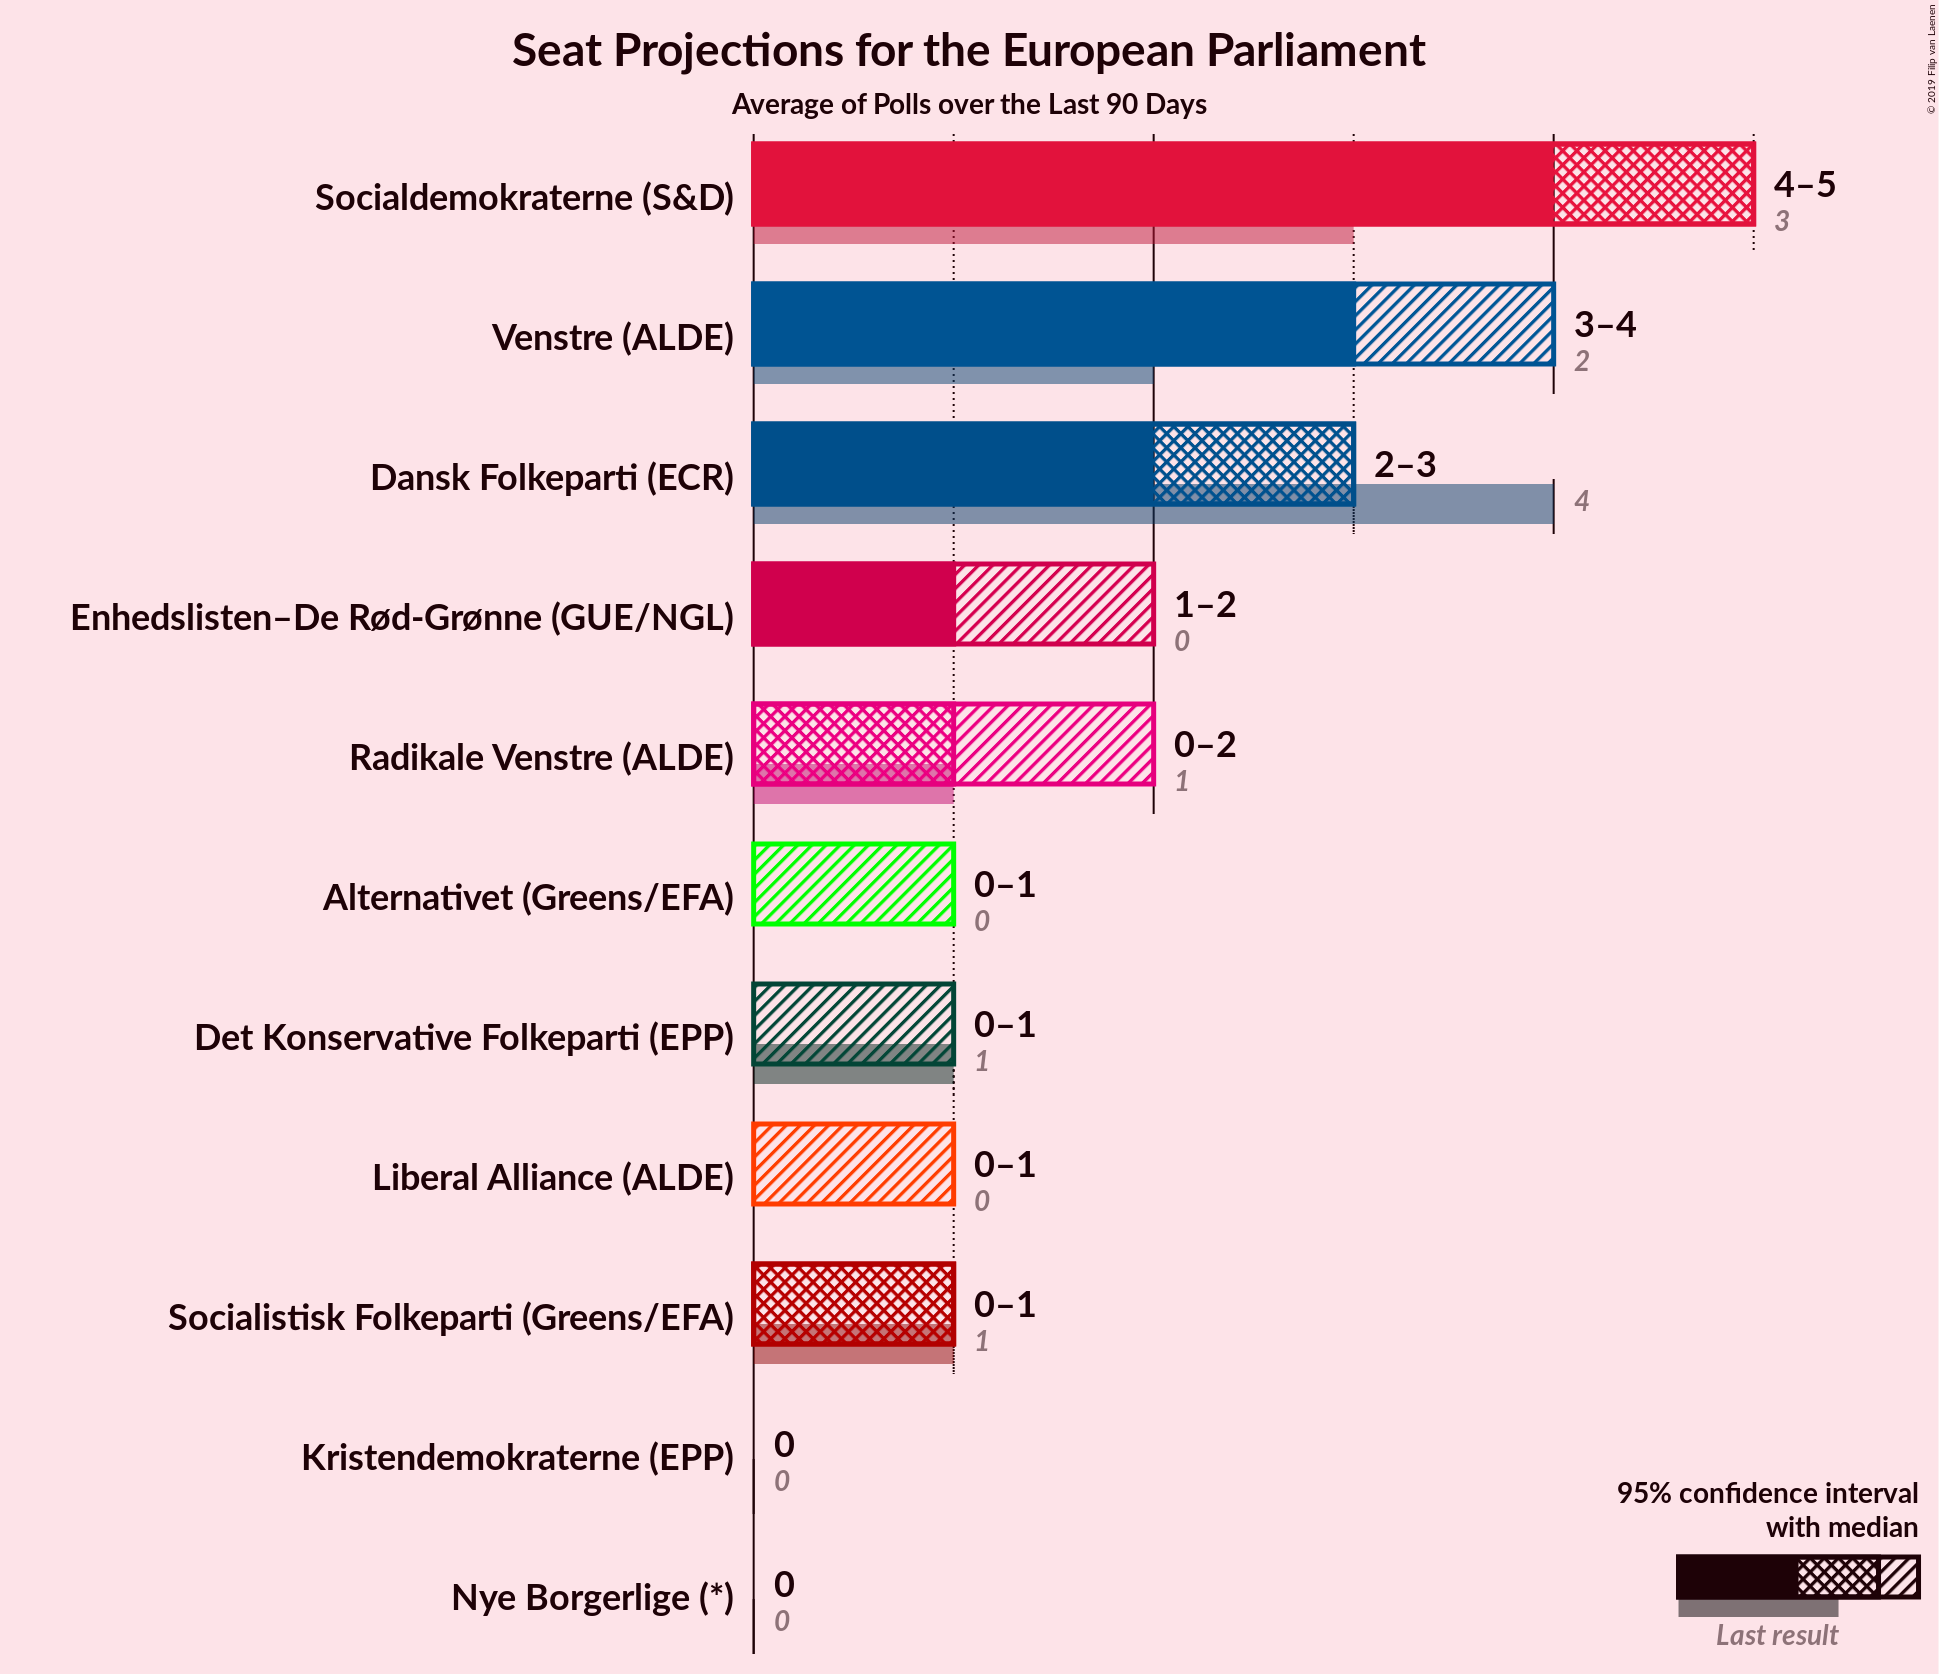 Seat Projections for the European Parliament
Average of Polls over the Last 90 Days
© 2019 Filip van Laenen
Socialdemokraterne (S&D)
4–5
3
Venstre (ALDE)
3–4
2
Dansk Folkeparti (ECR)
2–3
4
Enhedslisten–De Rød-Grønne (GUE/NGL)
1–2
0
Radikale Venstre (ALDE)
0–2
1
Alternativet (Greens/EFA)
0–1
0
Det Konservative Folkeparti (EPP)
0–1
1
Liberal Alliance (ALDE)
0–1
0
Socialistisk Folkeparti (Greens/EFA)
0–1
1
Kristendemokraterne (EPP)
0
0
Nye Borgerlige (*)
0
0
95% confidence interval
with median
Last result